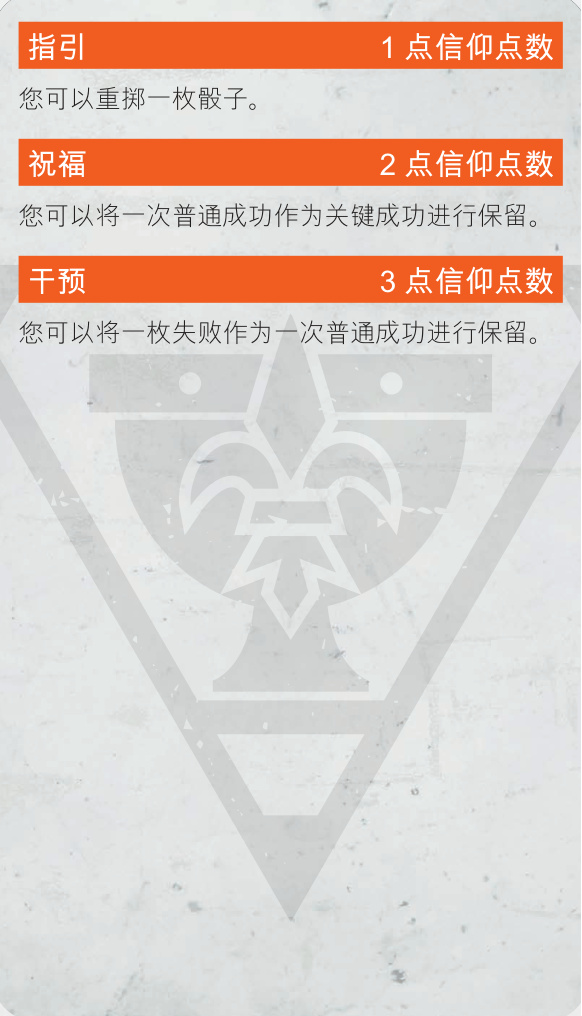 指引 1 点信仰点数
您可以重掷一枚骰子。
祝福 2 点信仰点数
您可以将一次普通成功作为关键成功进行保留。
干预 3 点信仰点数
您可以将一枚失败作为一次普通成功进行保留。